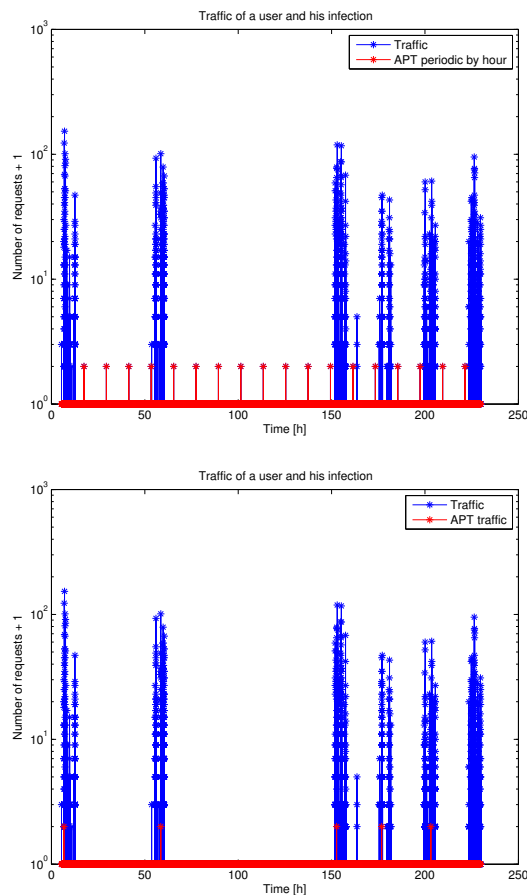 Traffic of a user and his infection
10^3
Traffic
APT periodic by hour
10^2
Number of requests + 1
10^1
10^0
0 50 100 150 200 250
Time [h]
Traffic of a user and his infection
10^3
Traffic
APT traffic
10^2
Number of requests + 1
10^1
10^0
0 50 100 150 200 250
Time [h]